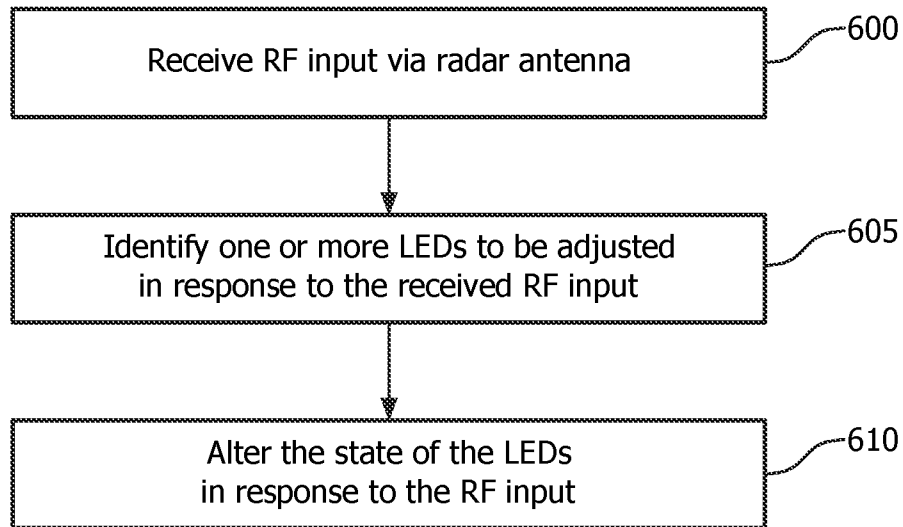 Receive RF input via radar antenna
600
Identify one or more LEDs to be adjusted
in response to the received RF input
605
Alter the state of the LEDs
in response to the RF input
610